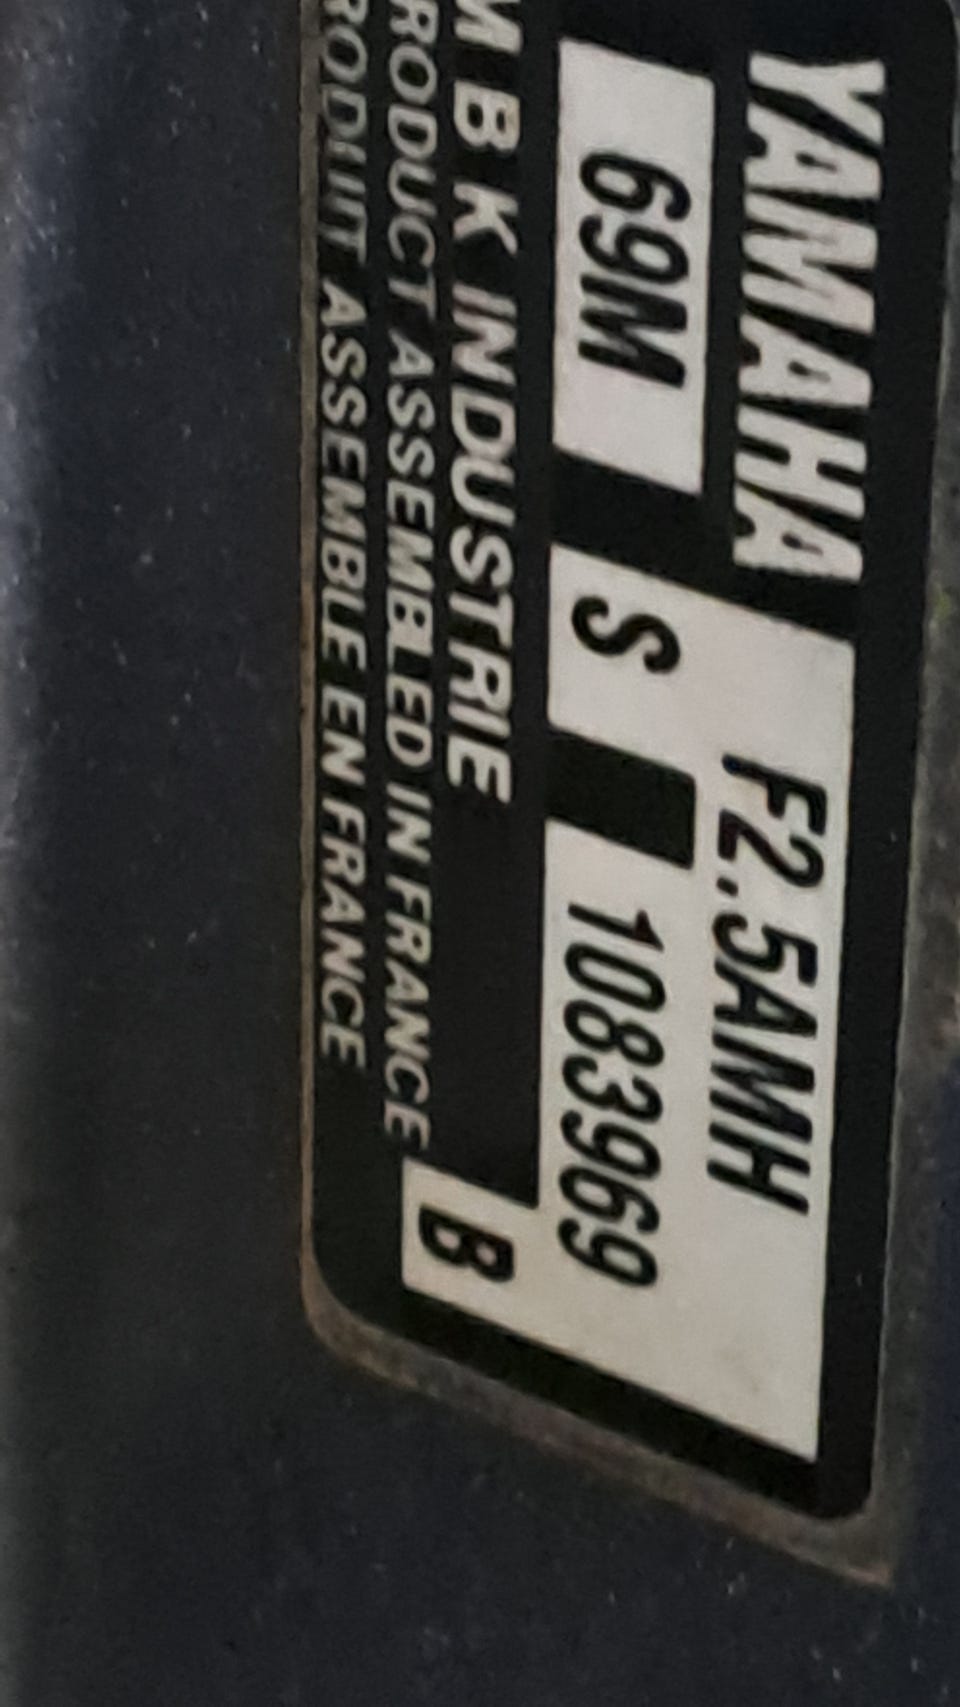 YAMAHA F2.5AMH
69M S 1083969
M B K INDUSTRIE B
PRODUCT ASSEMBLED IN FRANCE
PRODUIT ASSEMBLE EN FRANCE